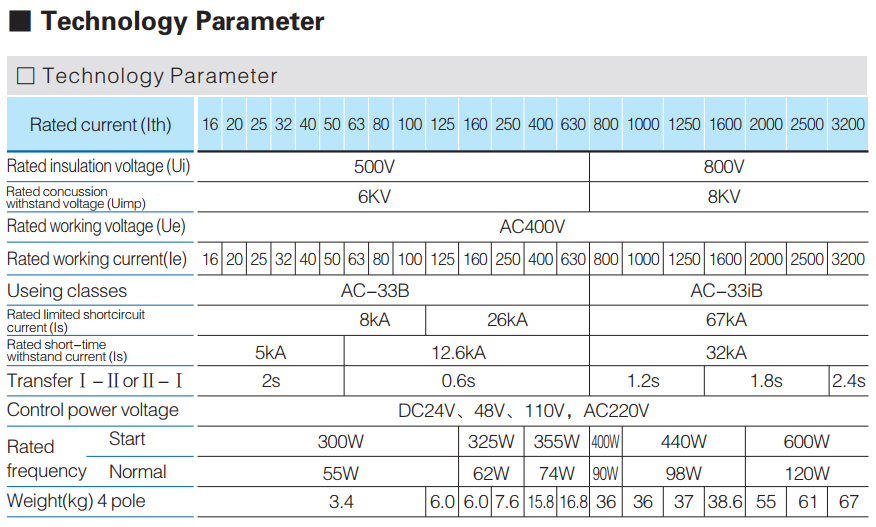 ■ Technology Parameter
□ Technology Parameter
Rated current (Ith) 16 20 25 32 40 50 63 80 100 125 160 250 400 630 800 1000 1250 1600 2000 2500 3200
Rated insulation voltage (Ui) 500V 800V
Rated concussion
withstand voltage (Uimp) 6KV 8KV
Rated working voltage (Ue) AC400V
Rated working current(Ie) 16 20 25 32 40 50 63 80 100 125 160 250 400 630 800 1000 1250 1600 2000 2500 3200
Useing classes AC-33B AC-33iB
Rated limited shortcircuit
current (Is) 8kA 26kA 67kA
Rated short-time
withstand current (Is) 5kA 12.6kA 32kA
Transfer Ⅰ-Ⅱ or Ⅱ-Ⅰ 2s 0.6s 1.2s 1.8s 2.4s
Control power voltage DC24V、48V、110V，AC220V
Rated frequency Start 300W 325W 355W 400W 440W 600W
Normal 55W 62W 74W 90W 98W 120W
Weight(kg) 4 pole 3.4 6.0 6.0 7.6 15.8 16.8 36 36 37 38.6 55 61 67